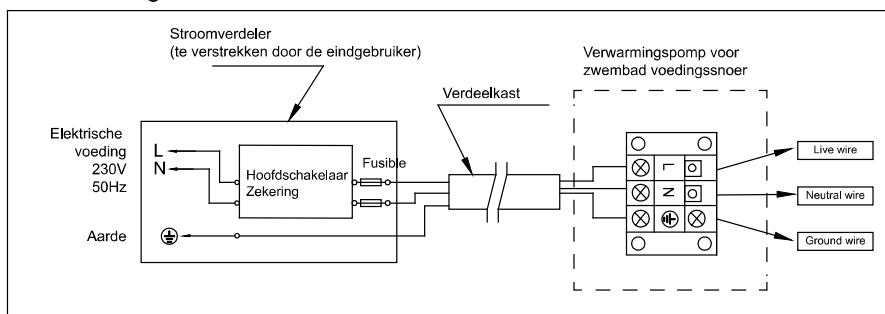 Stroomverdeler
(te verstrekken door de eindgebruiker)
Verwarmingspomp voor
zwembad voedingssnoer
Verdeelkast
Elektrische
voeding
230V
50Hz
L
N
Hoofdschakelaar
Zekering
Fusible
Aarde
L
N
Live wire
Neutral wire
Ground wire